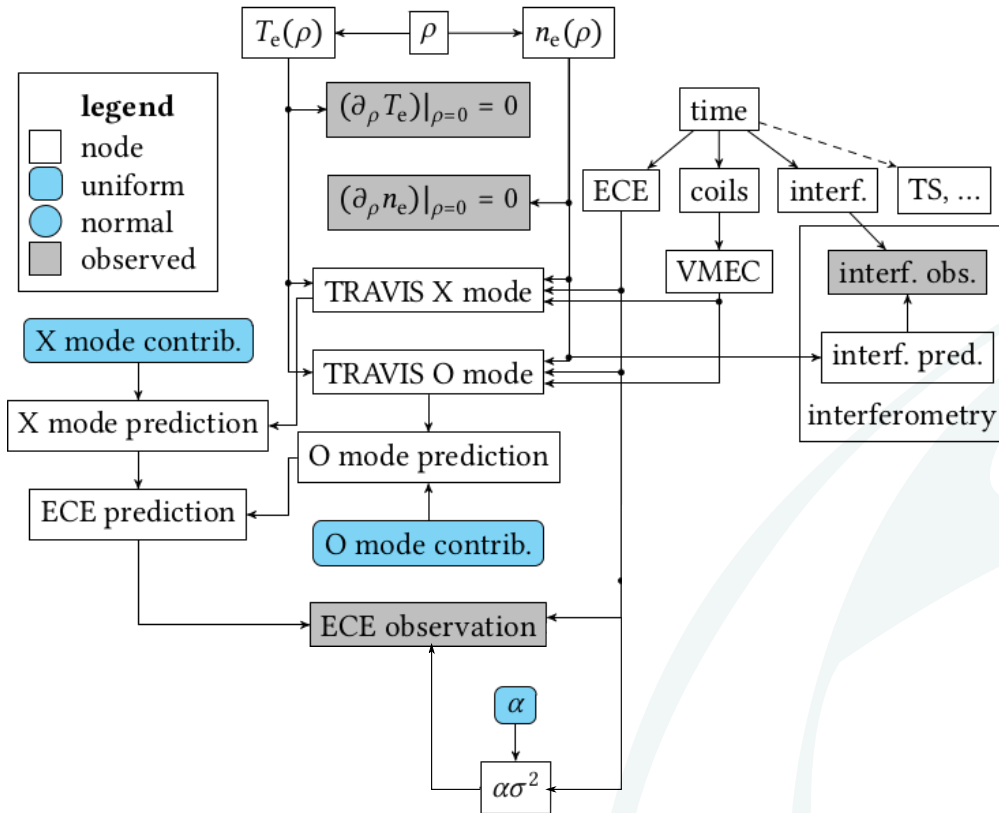 Tₑ(ρ)
ρ
nₑ(ρ)
legend
node
uniform
normal
observed
(∂ᵨTₑ)|ᵨ₌₀ = 0
(∂ᵨnₑ)|ᵨ₌₀ = 0
time
ECE
coils
interf.
TS, ...
VMEC
interf. obs.
interf. pred.
interferometry
TRAVIS X mode
X mode contrib.
TRAVIS O mode
X mode prediction
O mode prediction
ECE prediction
O mode contrib.
ECE observation
α
ασ²